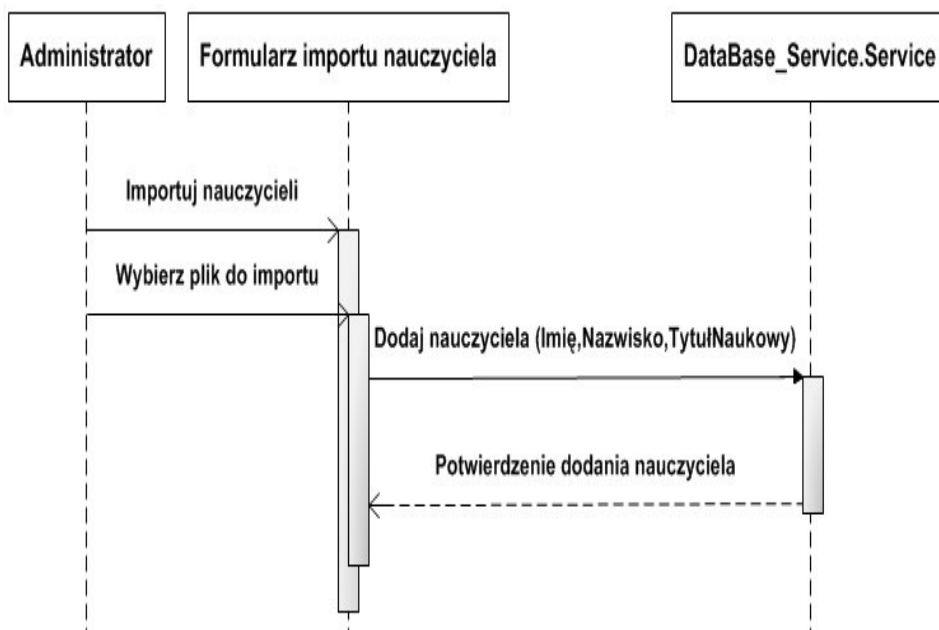 Administrator
Formularz importu nauczyciela
DataBase_Service.Service
Importuj nauczycieli
Wybierz plik do importu
Dodaj nauczyciela (Imię,Nazwisko,TytułNaukowy)
Potwierdzenie dodania nauczyciela